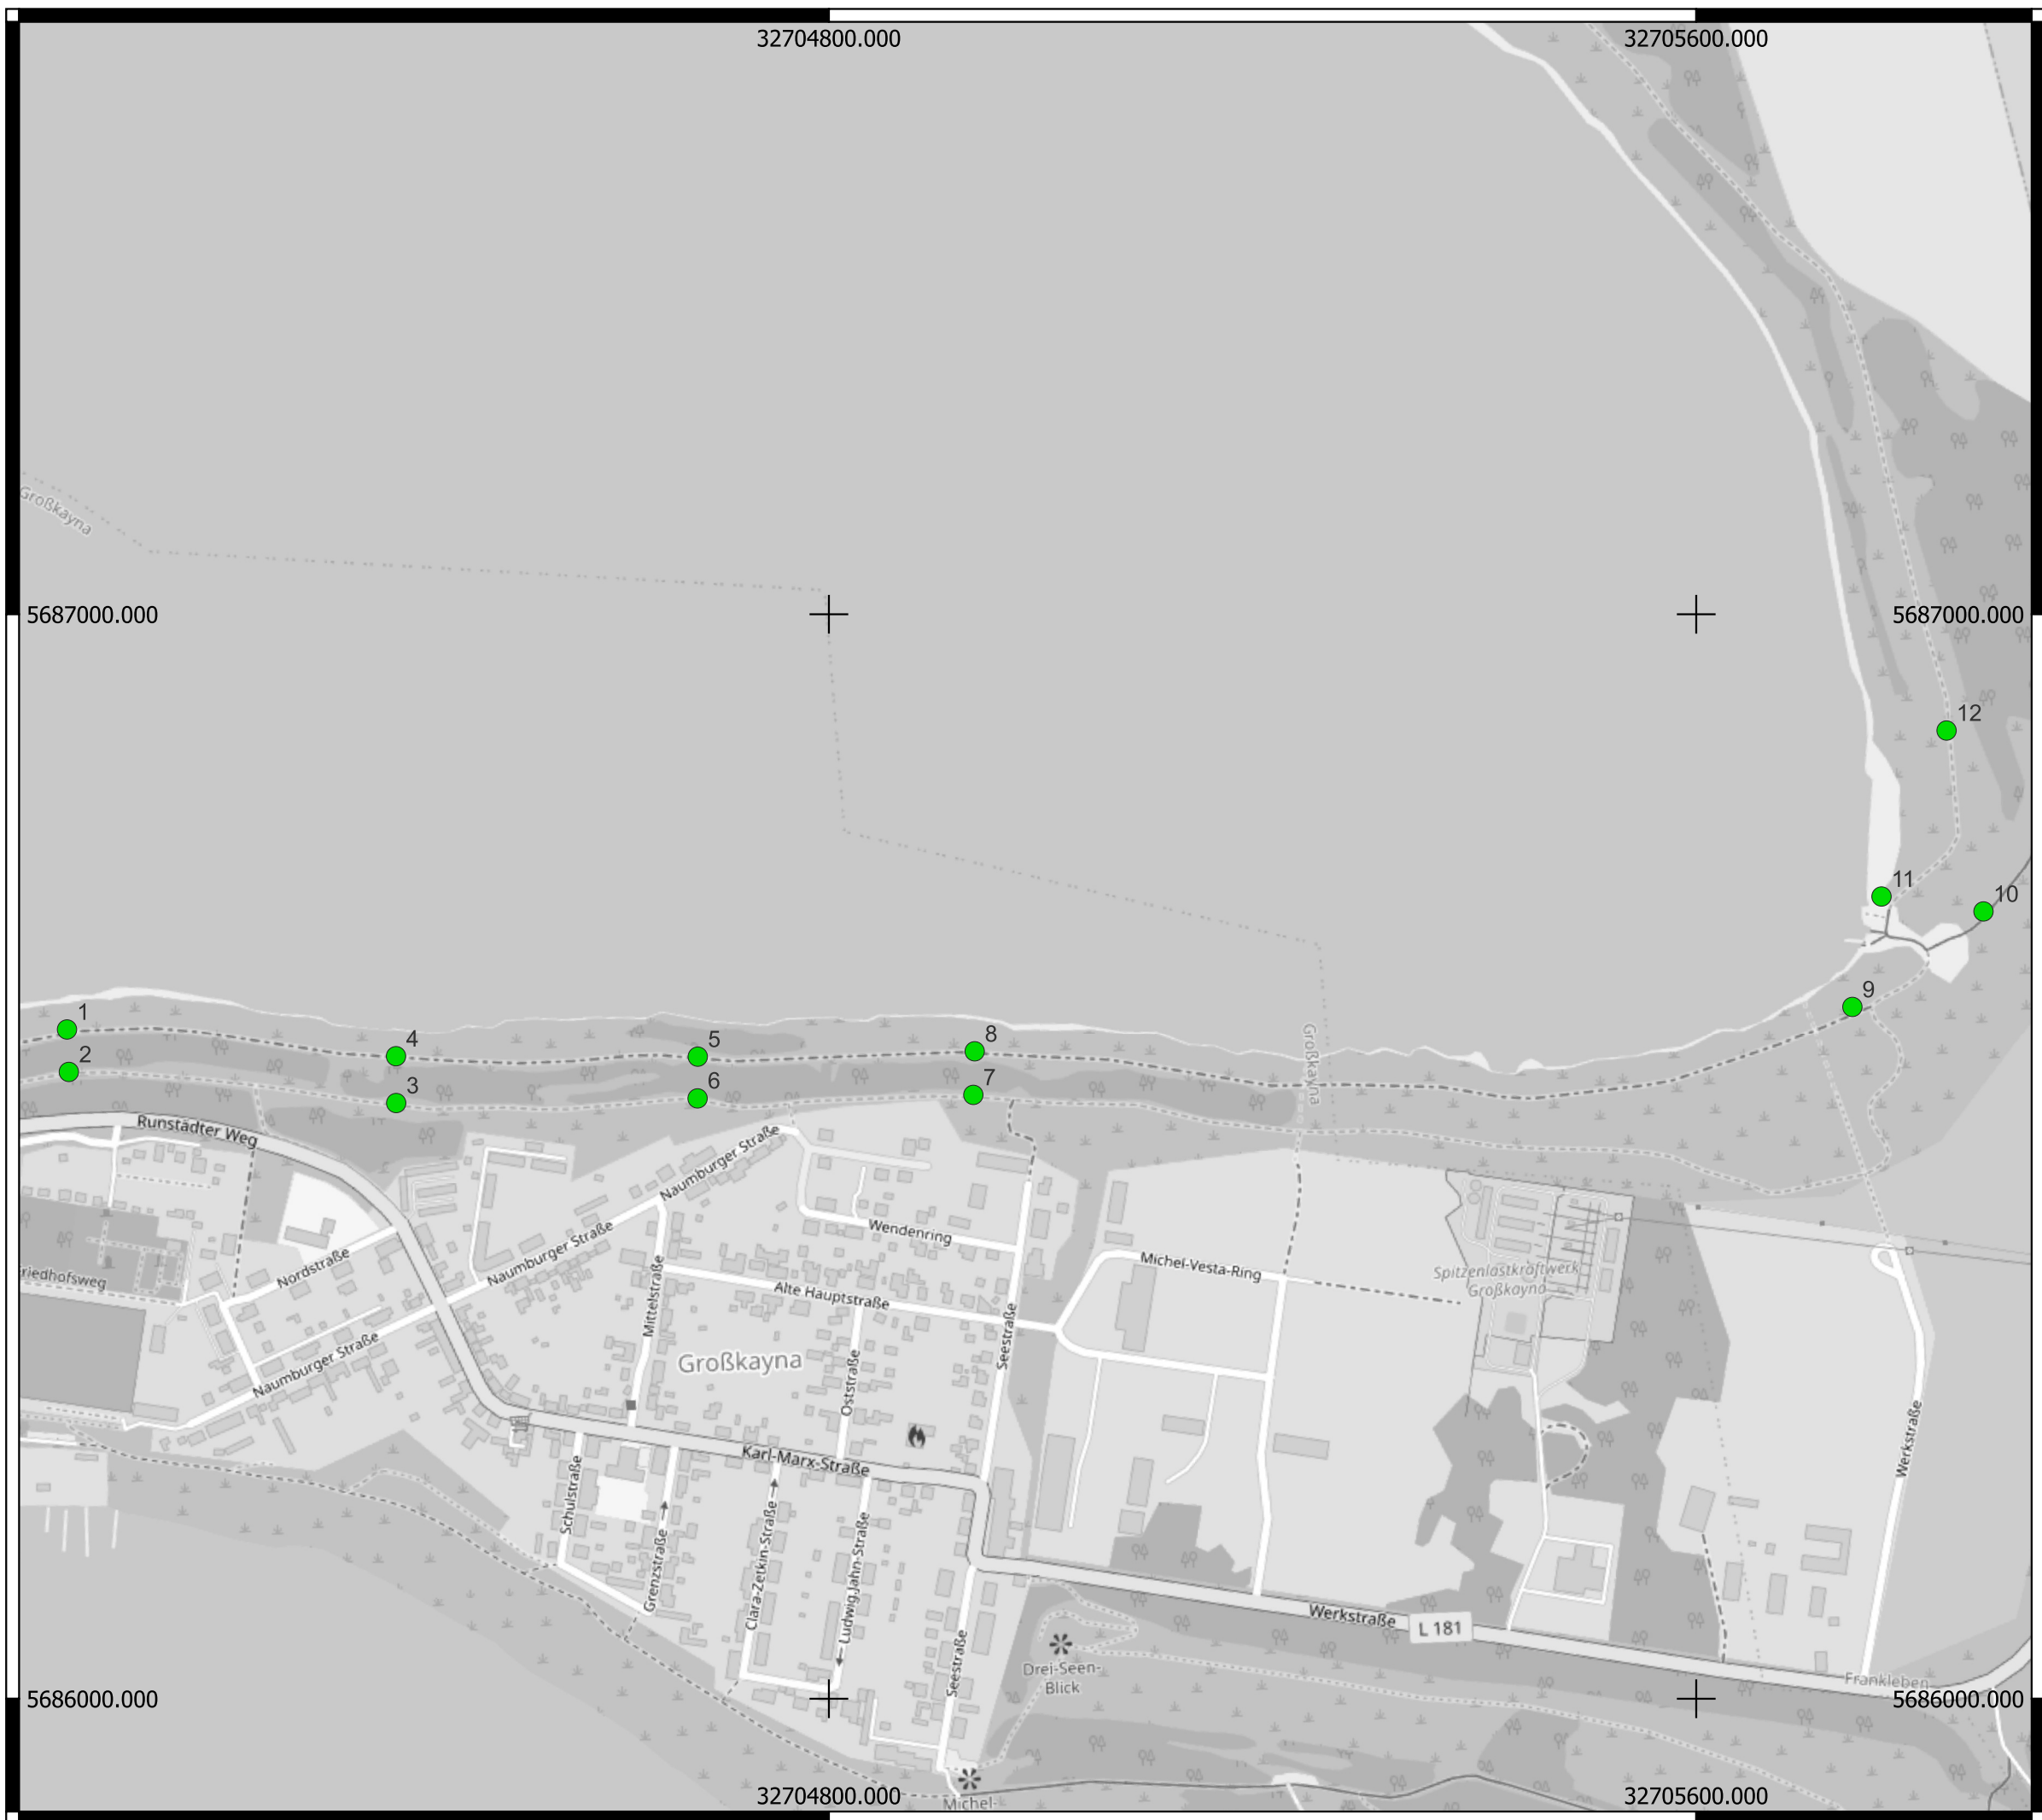 32704800.000
32705600.000
Großkayna
5687000.000
5687000.000
12
11
10
9
1
2
4
3
5
6
8
7
Großkayna
Runstädter Weg
Naumburger Straße
Wendenring
Michel-Vesta-Ring
Nordstraße
Naumburger Straße
riedhofsweg
Naumburger Straße
Mittelstraße
Alte Hauptstraße
Seestraße
Spitzenlastkraftwerk
Großkayna
Großkayna
Oststraße
Karl-Marx-Straße
Werkstraße
Schulstraße
Grenzstraße
Clara-Zetkin-Straße
Ludwig-Jahn-Straße
Seestraße
Werkstraße
L 181
Drei-Seen-
Blick
Frankleben
5686000.000
5686000.000
32704800.000
32705600.000
Michel-